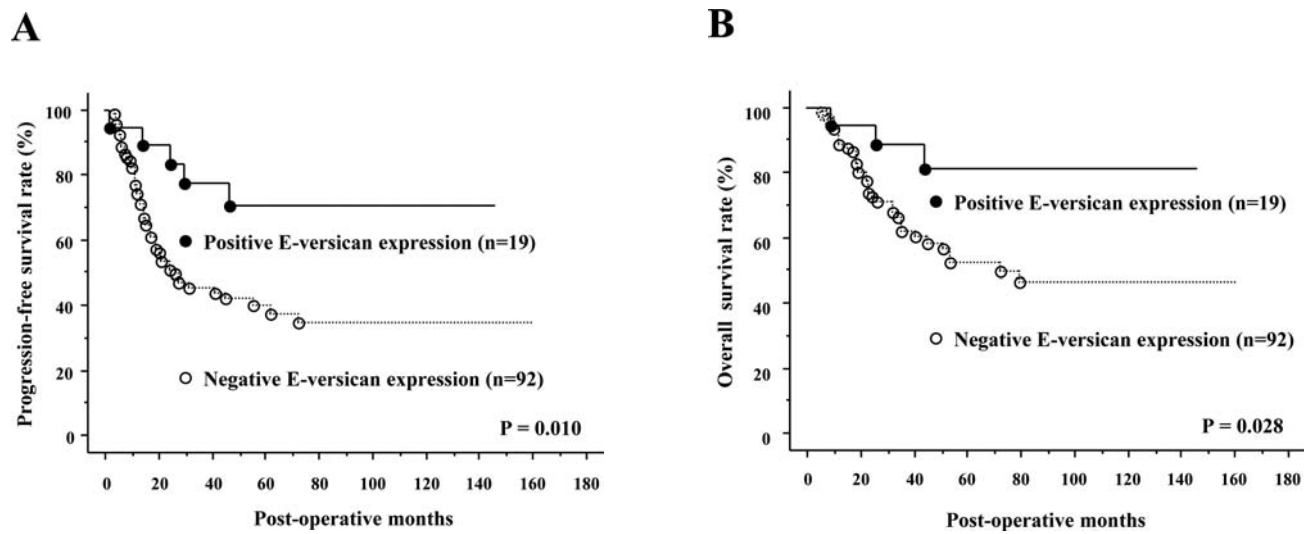 A
Progression-free survival rate (%)
100
80
60
40
20
0
Positive E-versican expression (n=19)
Negative E-versican expression (n=92)
P = 0.010
0 20 40 60 80 100 120 140 160 180
Post-operative months
B
Overall survival rate (%)
100
80
60
40
20
0
Positive E-versican expression (n=19)
Negative E-versican expression (n=92)
P = 0.028
0 20 40 60 80 100 120 140 160 180
Post-operative months